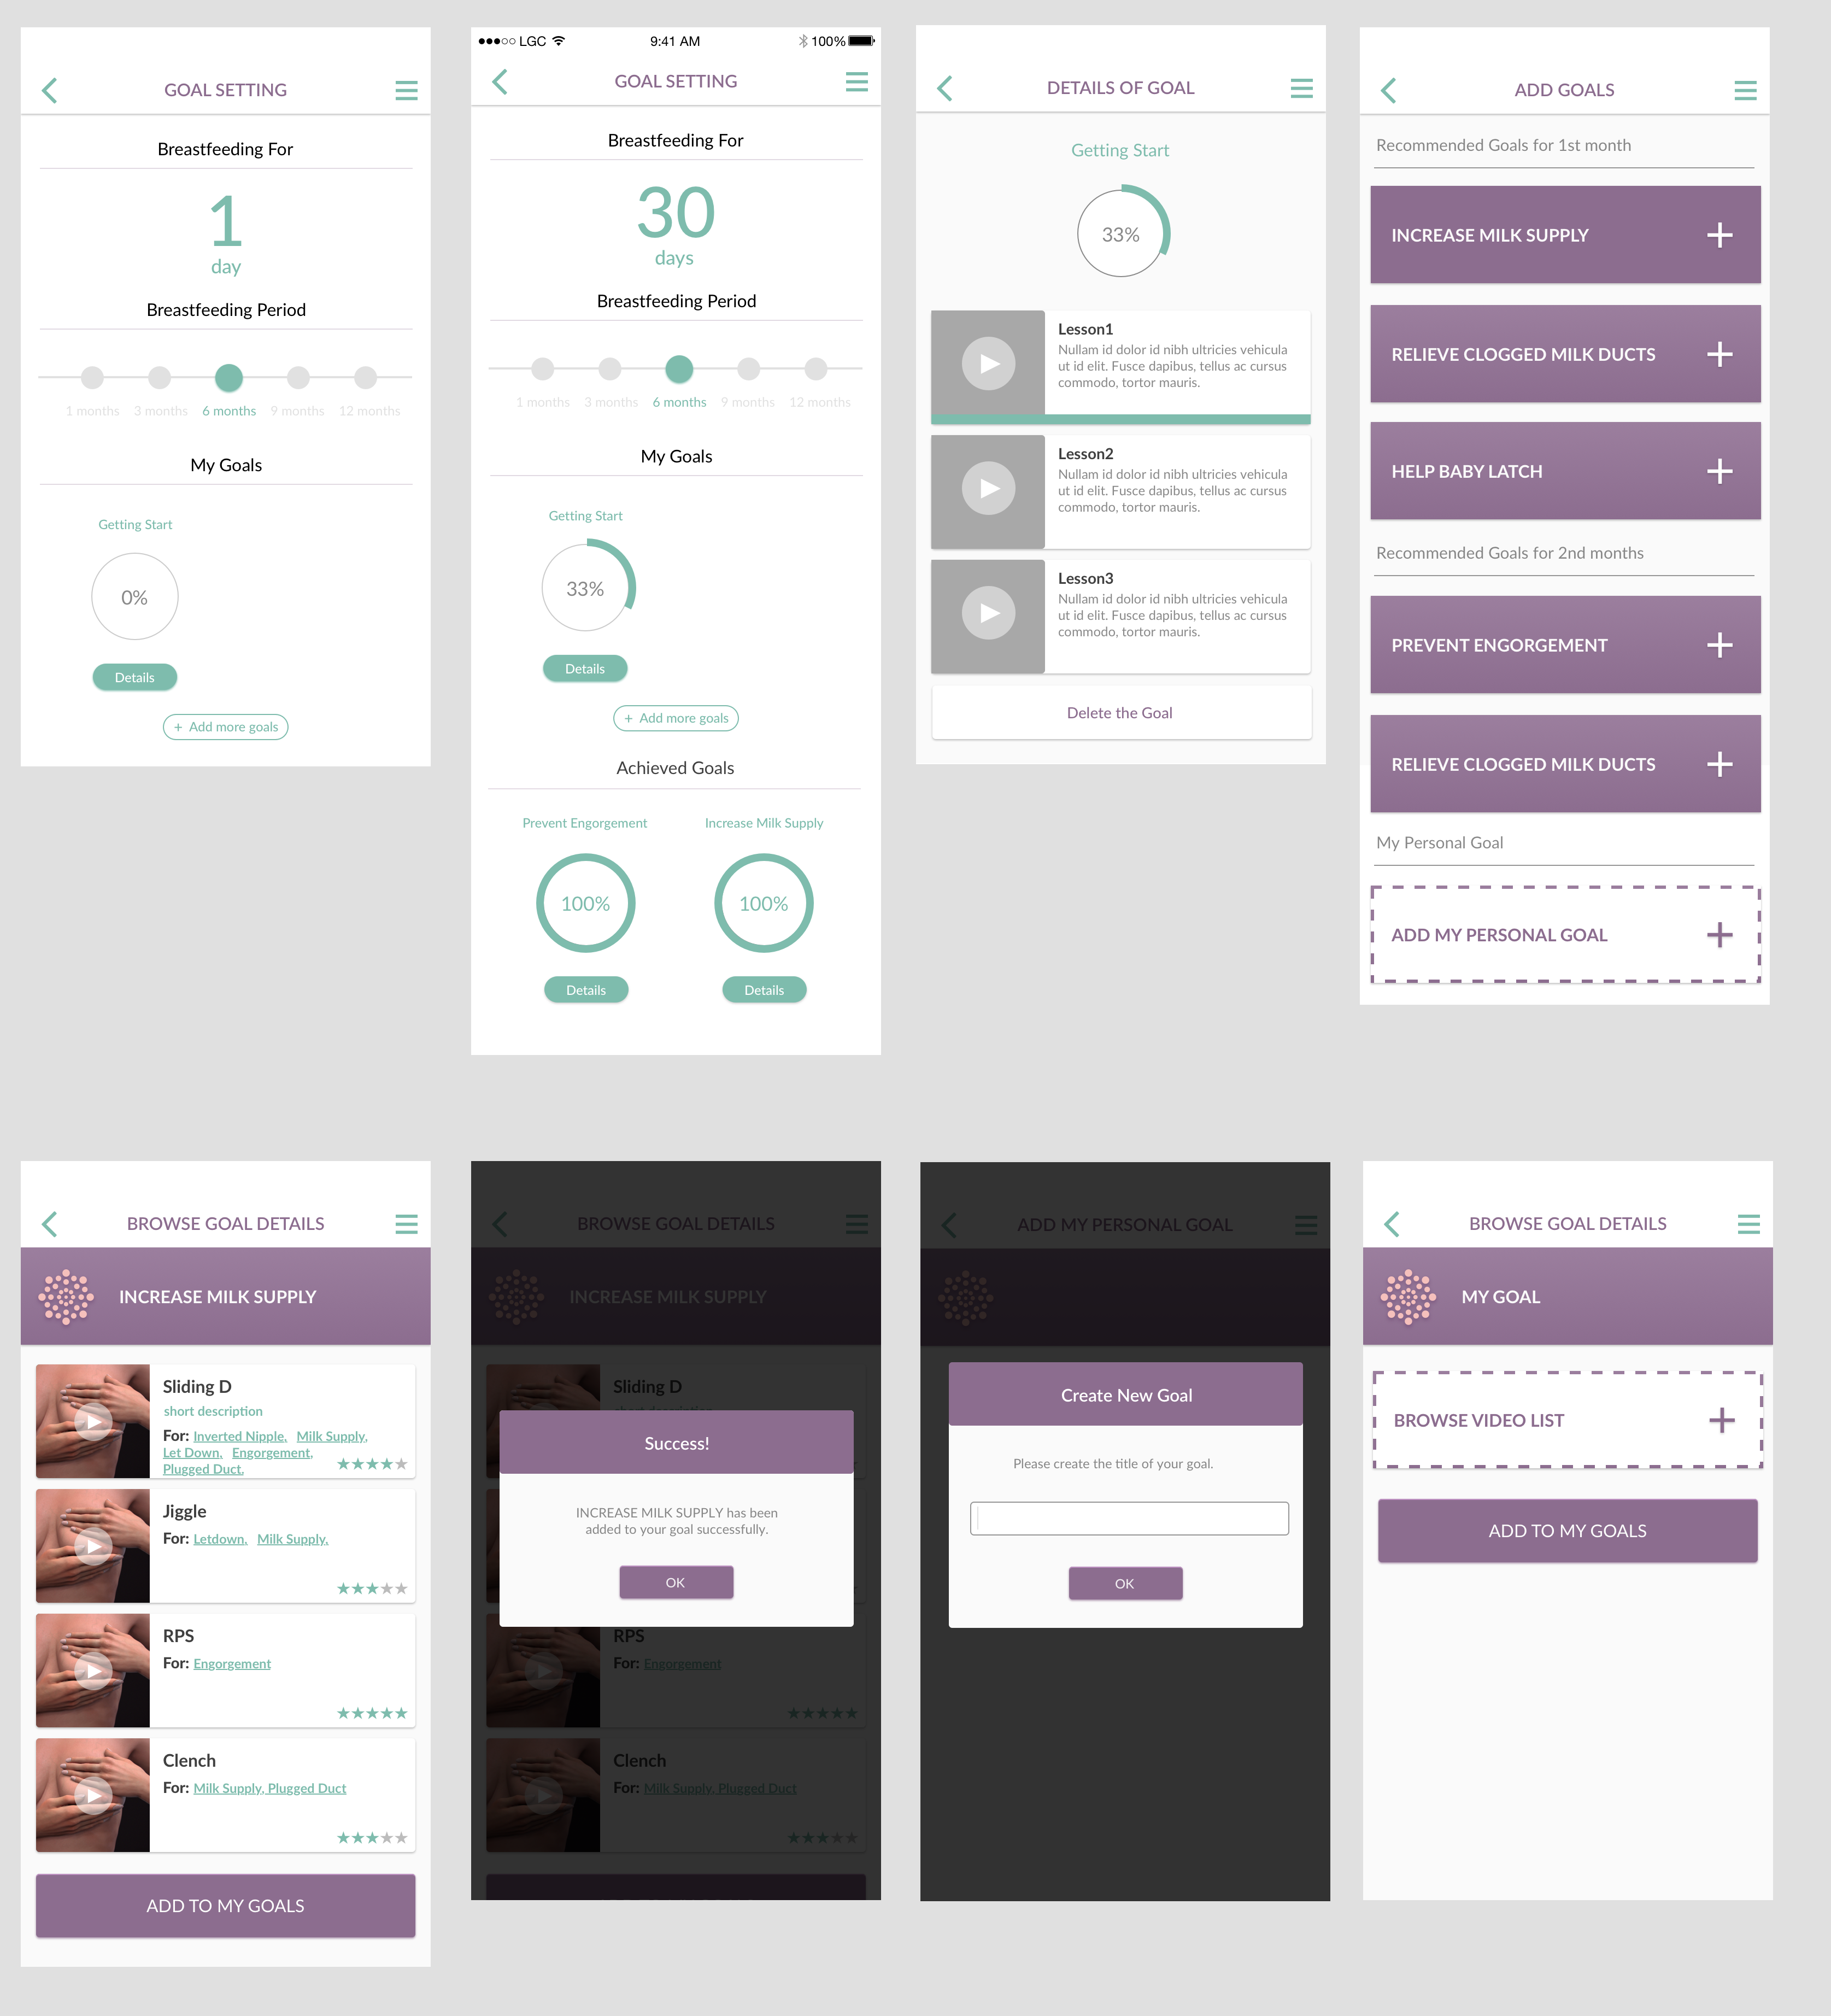 GOAL SETTING
Breastfeeding For
1
day
Breastfeeding Period
1 months 3 months 6 months 9 months 12 months
My Goals
Getting Start
0%
Details
+ Add more goals
LGC 9:41 AM 100%
GOAL SETTING
Breastfeeding For
30
days
Breastfeeding Period
1 months 3 months 6 months 9 months 12 months
My Goals
Getting Start
33%
Details
+ Add more goals
Achieved Goals
Prevent Engorgement Increase Milk Supply
100% 100%
Details Details
DETAILS OF GOAL
Getting Start
33%
Lesson1
Nullam id dolor id nibh ultricies vehicula
ut id elit. Fusce dapibus, tellus ac cursus
commodo, tortor mauris.
Lesson2
Nullam id dolor id nibh ultricies vehicula
ut id elit. Fusce dapibus, tellus ac cursus
commodo, tortor mauris.
Lesson3
Nullam id dolor id nibh ultricies vehicula
ut id elit. Fusce dapibus, tellus ac cursus
commodo, tortor mauris.
Delete the Goal
ADD GOALS
Recommended Goals for 1st month
INCREASE MILK SUPPLY +
RELIEVE CLOGGED MILK DUCTS +
HELP BABY LATCH +
Recommended Goals for 2nd months
PREVENT ENGORGEMENT +
RELIEVE CLOGGED MILK DUCTS +
My Personal Goal
ADD MY PERSONAL GOAL +
BROWSE GOAL DETAILS
INCREASE MILK SUPPLY
Sliding D
short description
For: Inverted Nipple, Milk Supply,
Let Down, Engorgement,
Plugged Duct,
Jiggle
For: Letdown, Milk Supply,
RPS
For: Engorgement
Clench
For: Milk Supply, Plugged Duct
ADD TO MY GOALS
BROWSE GOAL DETAILS
INCREASE MILK SUPPLY
Sliding D
short description
Success!
INCREASE MILK SUPPLY has been
added to your goal successfully.
OK
RPS
For: Engorgement
Clench
For: Milk Supply, Plugged Duct
ADD MY PERSONAL GOAL
Create New Goal
Please create the title of your goal.
OK
BROWSE GOAL DETAILS
MY GOAL
BROWSE VIDEO LIST +
ADD TO MY GOALS